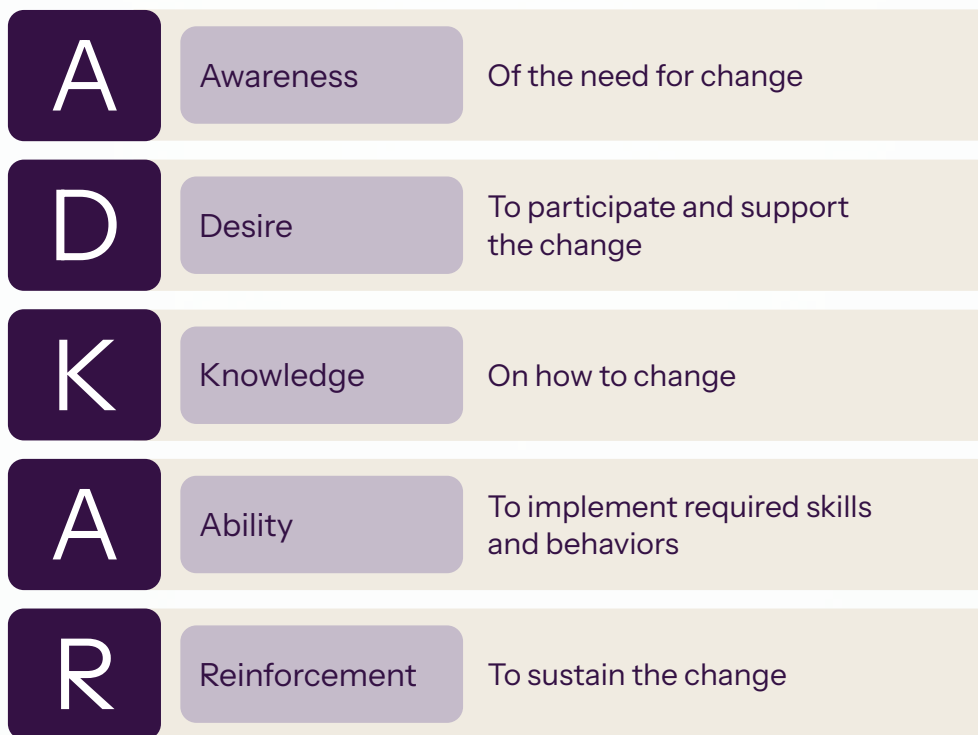 A
Awareness
Of the need for change
D
Desire
To participate and support
the change
K
Knowledge
On how to change
A
Ability
To implement required skills
and behaviors
R
Reinforcement
To sustain the change